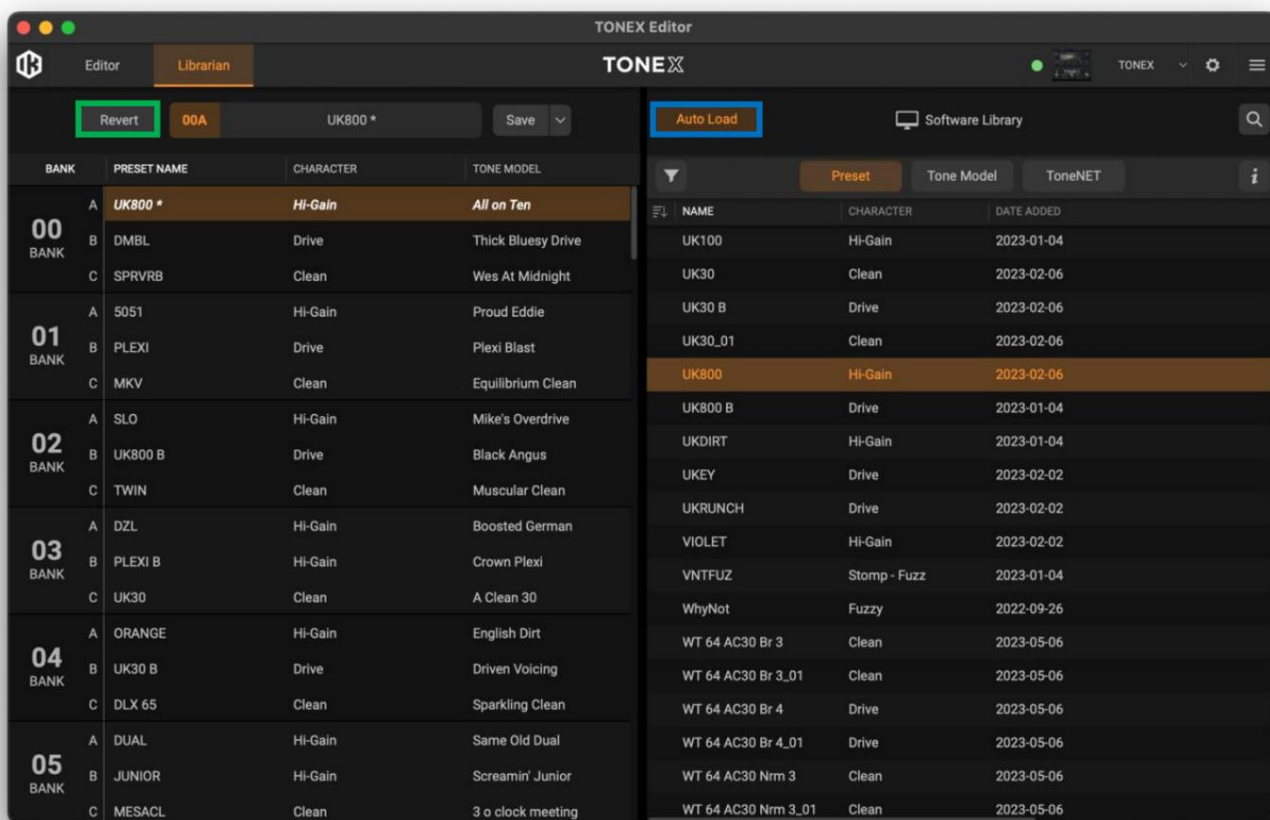 TONEX Editor
Editor Librarian TONEX TONEX
Revert 00A UK800 * Save Auto Load Software Library
BANK PRESET NAME CHARACTER TONE MODEL
Preset Tone Model ToneNET i
NAME CHARACTER DATE ADDED
00 BANK
A UK800 * Hi-Gain All on Ten
B DMBL Drive Thick Bluesy Drive
C SPRVRB Clean Wes At Midnight
01 BANK
A 5051 Hi-Gain Proud Eddie
B PLEXI Drive Plexi Blast
C MKV Clean Equilibrium Clean
02 BANK
A SLO Hi-Gain Mike's Overdrive
B UK800 B Drive Black Angus
C TWIN Clean Muscular Clean
03 BANK
A DZL Hi-Gain Boosted German
B PLEXI B Hi-Gain Crown Plexi
C UK30 Clean A Clean 30
04 BANK
A ORANGE Hi-Gain English Dirt
B UK30 B Drive Driven Voicing
C DLX 65 Clean Sparkling Clean
05 BANK
A DUAL Hi-Gain Same Old Dual
B JUNIOR Hi-Gain Screamin' Junior
C MESACL Clean 3 o clock meeting
UK100 Hi-Gain 2023-01-04
UK30 Clean 2023-02-06
UK30 B Drive 2023-02-06
UK30_01 Clean 2023-02-06
UK800 Hi-Gain 2023-02-06
UK800 B Drive 2023-01-04
UKDIRT Hi-Gain 2023-01-04
UKEY Drive 2023-02-02
UKRUNCH Drive 2023-02-02
VIOLET Hi-Gain 2023-02-02
VNTFUZ Stomp - Fuzz 2023-01-04
WhyNot Fuzzy 2022-09-26
WT 64 AC30 Br 3 Clean 2023-05-06
WT 64 AC30 Br 3_01 Clean 2023-05-06
WT 64 AC30 Br 4 Drive 2023-05-06
WT 64 AC30 Br 4_01 Drive 2023-05-06
WT 64 AC30 Nrm 3 Clean 2023-05-06
WT 64 AC30 Nrm 3_01 Clean 2023-05-06